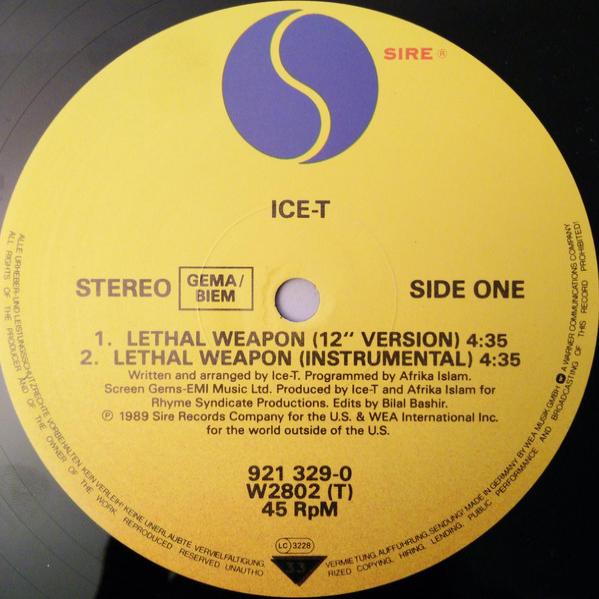 SIRE ®
ICE-T
STEREO GEMA/ BIEM SIDE ONE
1. LETHAL WEAPON (12" VERSION) 4:35
2. LETHAL WEAPON (INSTRUMENTAL) 4:35
Written and arranged by Ice-T. Programmed by Afrika Islam.
Screen Gems-EMI Music Ltd. Produced by Ice-T and Afrika Islam for
Rhyme Syndicate Productions. Edits by Bilal Bashir.
℗ 1989 Sire Records Company for the U.S. & WEA International Inc.
for the world outside of the U.S.
921 329-0
W2802 (T)
45 RpM
LC 3228
33
ALLE URHEBER-UND LEISTUNGSSCHUTZRECHTE VORBEHALTEN. KEIN VERLEIH! KEINE UNERLAUBTE VERVIELFÄLTIGUNG, VERMIETUNG, AUFFÜHRUNG, SENDUNG! MADE IN GERMANY BY WEA MUSIK GMBH A WARNER COMMUNICATIONS COMPANY
ALL RIGHTS OF THE PRODUCER AND OF THE OWNER OF THE WORK REPRODUCED RESERVED UNAUTHORIZED COPYING, HIRING, LENDING, PUBLIC PERFORMANCE AND BROADCASTING OF THIS RECORD PROHIBITED!